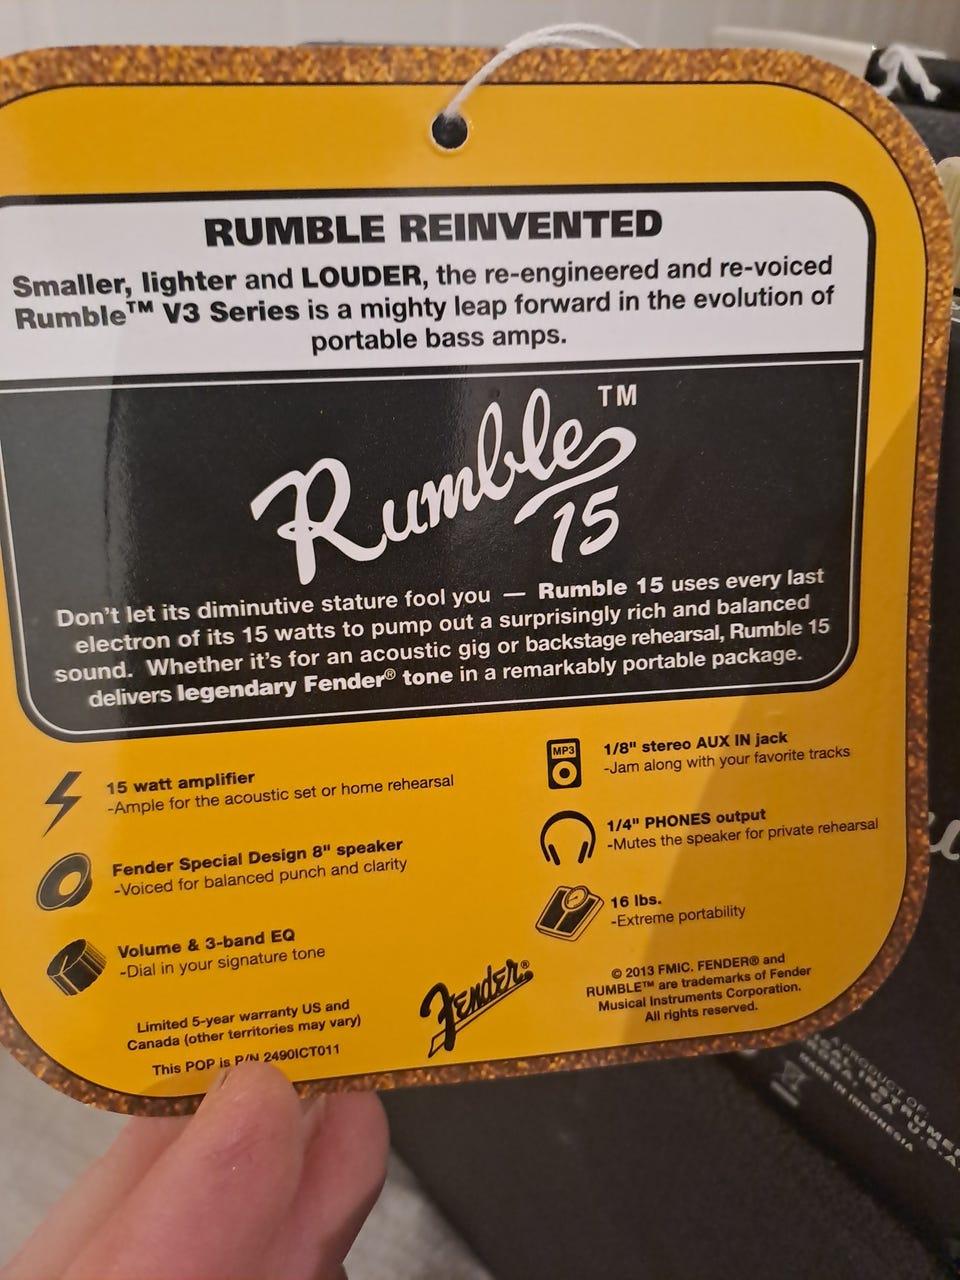 RUMBLE REINVENTED
Smaller, lighter and LOUDER, the re-engineered and re-voiced
Rumble™ V3 Series is a mighty leap forward in the evolution of
portable bass amps.
Rumble™
15
Don't let its diminutive stature fool you — Rumble 15 uses every last
electron of its 15 watts to pump out a surprisingly rich and balanced
sound. Whether it's for an acoustic gig or backstage rehearsal, Rumble 15
delivers legendary Fender® tone in a remarkably portable package.
15 watt amplifier
-Ample for the acoustic set or home rehearsal
Fender Special Design 8" speaker
-Voiced for balanced punch and clarity
Volume & 3-band EQ
-Dial in your signature tone
MP3
1/8" stereo AUX IN jack
-Jam along with your favorite tracks
1/4" PHONES output
-Mutes the speaker for private rehearsal
16 lbs.
-Extreme portability
Limited 5-year warranty US and
Canada (other territories may vary)
This POP is P/N 2490ICT011
Fender®
© 2013 FMIC. FENDER® and
RUMBLE™ are trademarks of Fender
Musical Instruments Corporation.
All rights reserved.
A PRODUCT OF:
CA U.S.A.
MADE IN INDONESIA